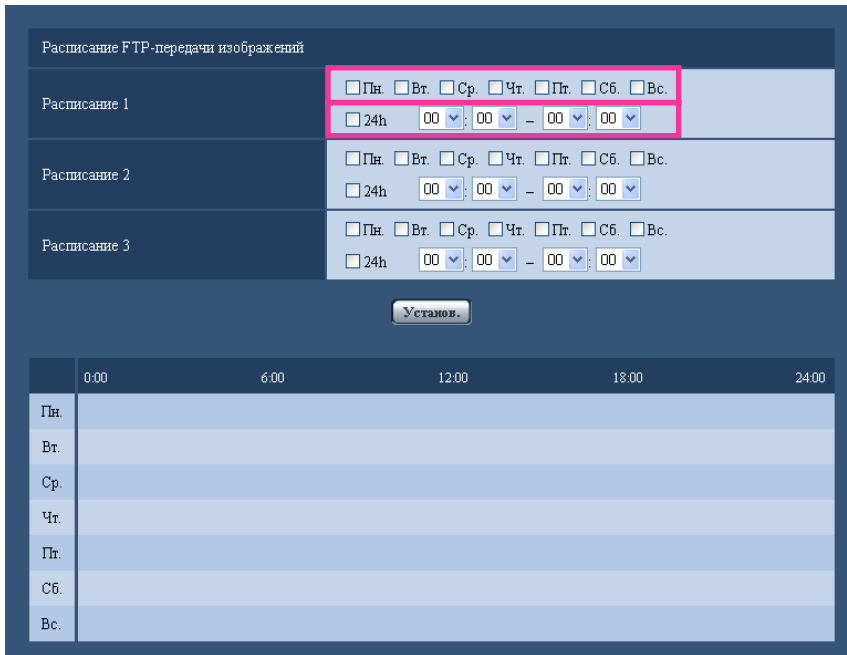 Расписание FTP-передачи изображений
Расписание 1
Пн. Вт. Ср. Чт. Пт. Сб. Вс.
24h 00 : 00 – 00 : 00
Расписание 2
Пн. Вт. Ср. Чт. Пт. Сб. Вс.
24h 00 : 00 – 00 : 00
Расписание 3
Пн. Вт. Ср. Чт. Пт. Сб. Вс.
24h 00 : 00 – 00 : 00
Установ.
0:00 6:00 12:00 18:00 24:00
Пн.
Вт.
Ср.
Чт.
Пт.
Сб.
Вс.